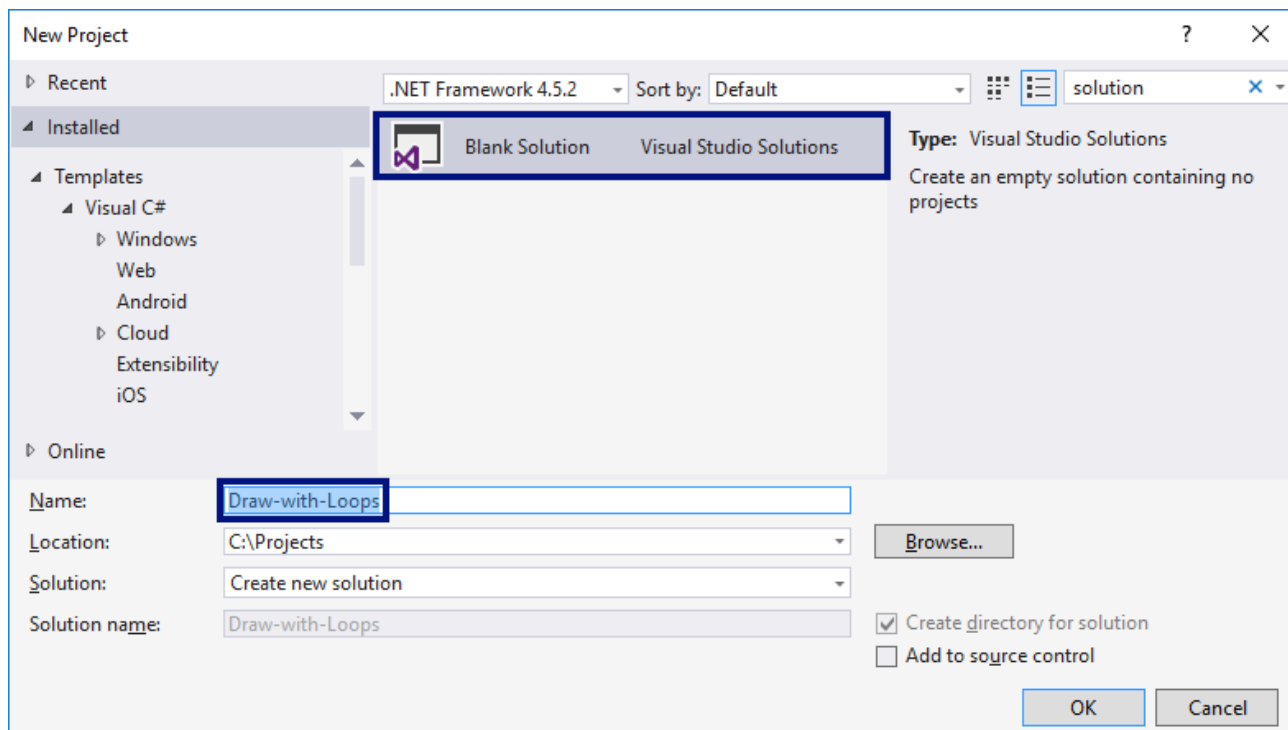 New Project
?
Recent
.NET Framework 4.5.2 Sort by: Default solution
Installed
Blank Solution Visual Studio Solutions
Type: Visual Studio Solutions
Create an empty solution containing no
projects
Templates
Visual C#
Windows
Web
Android
Cloud
Extensibility
iOS
Online
Name: Draw-with-Loops
Location: C:\Projects Browse...
Solution: Create new solution
Solution name: Draw-with-Loops
Create directory for solution
Add to source control
OK Cancel